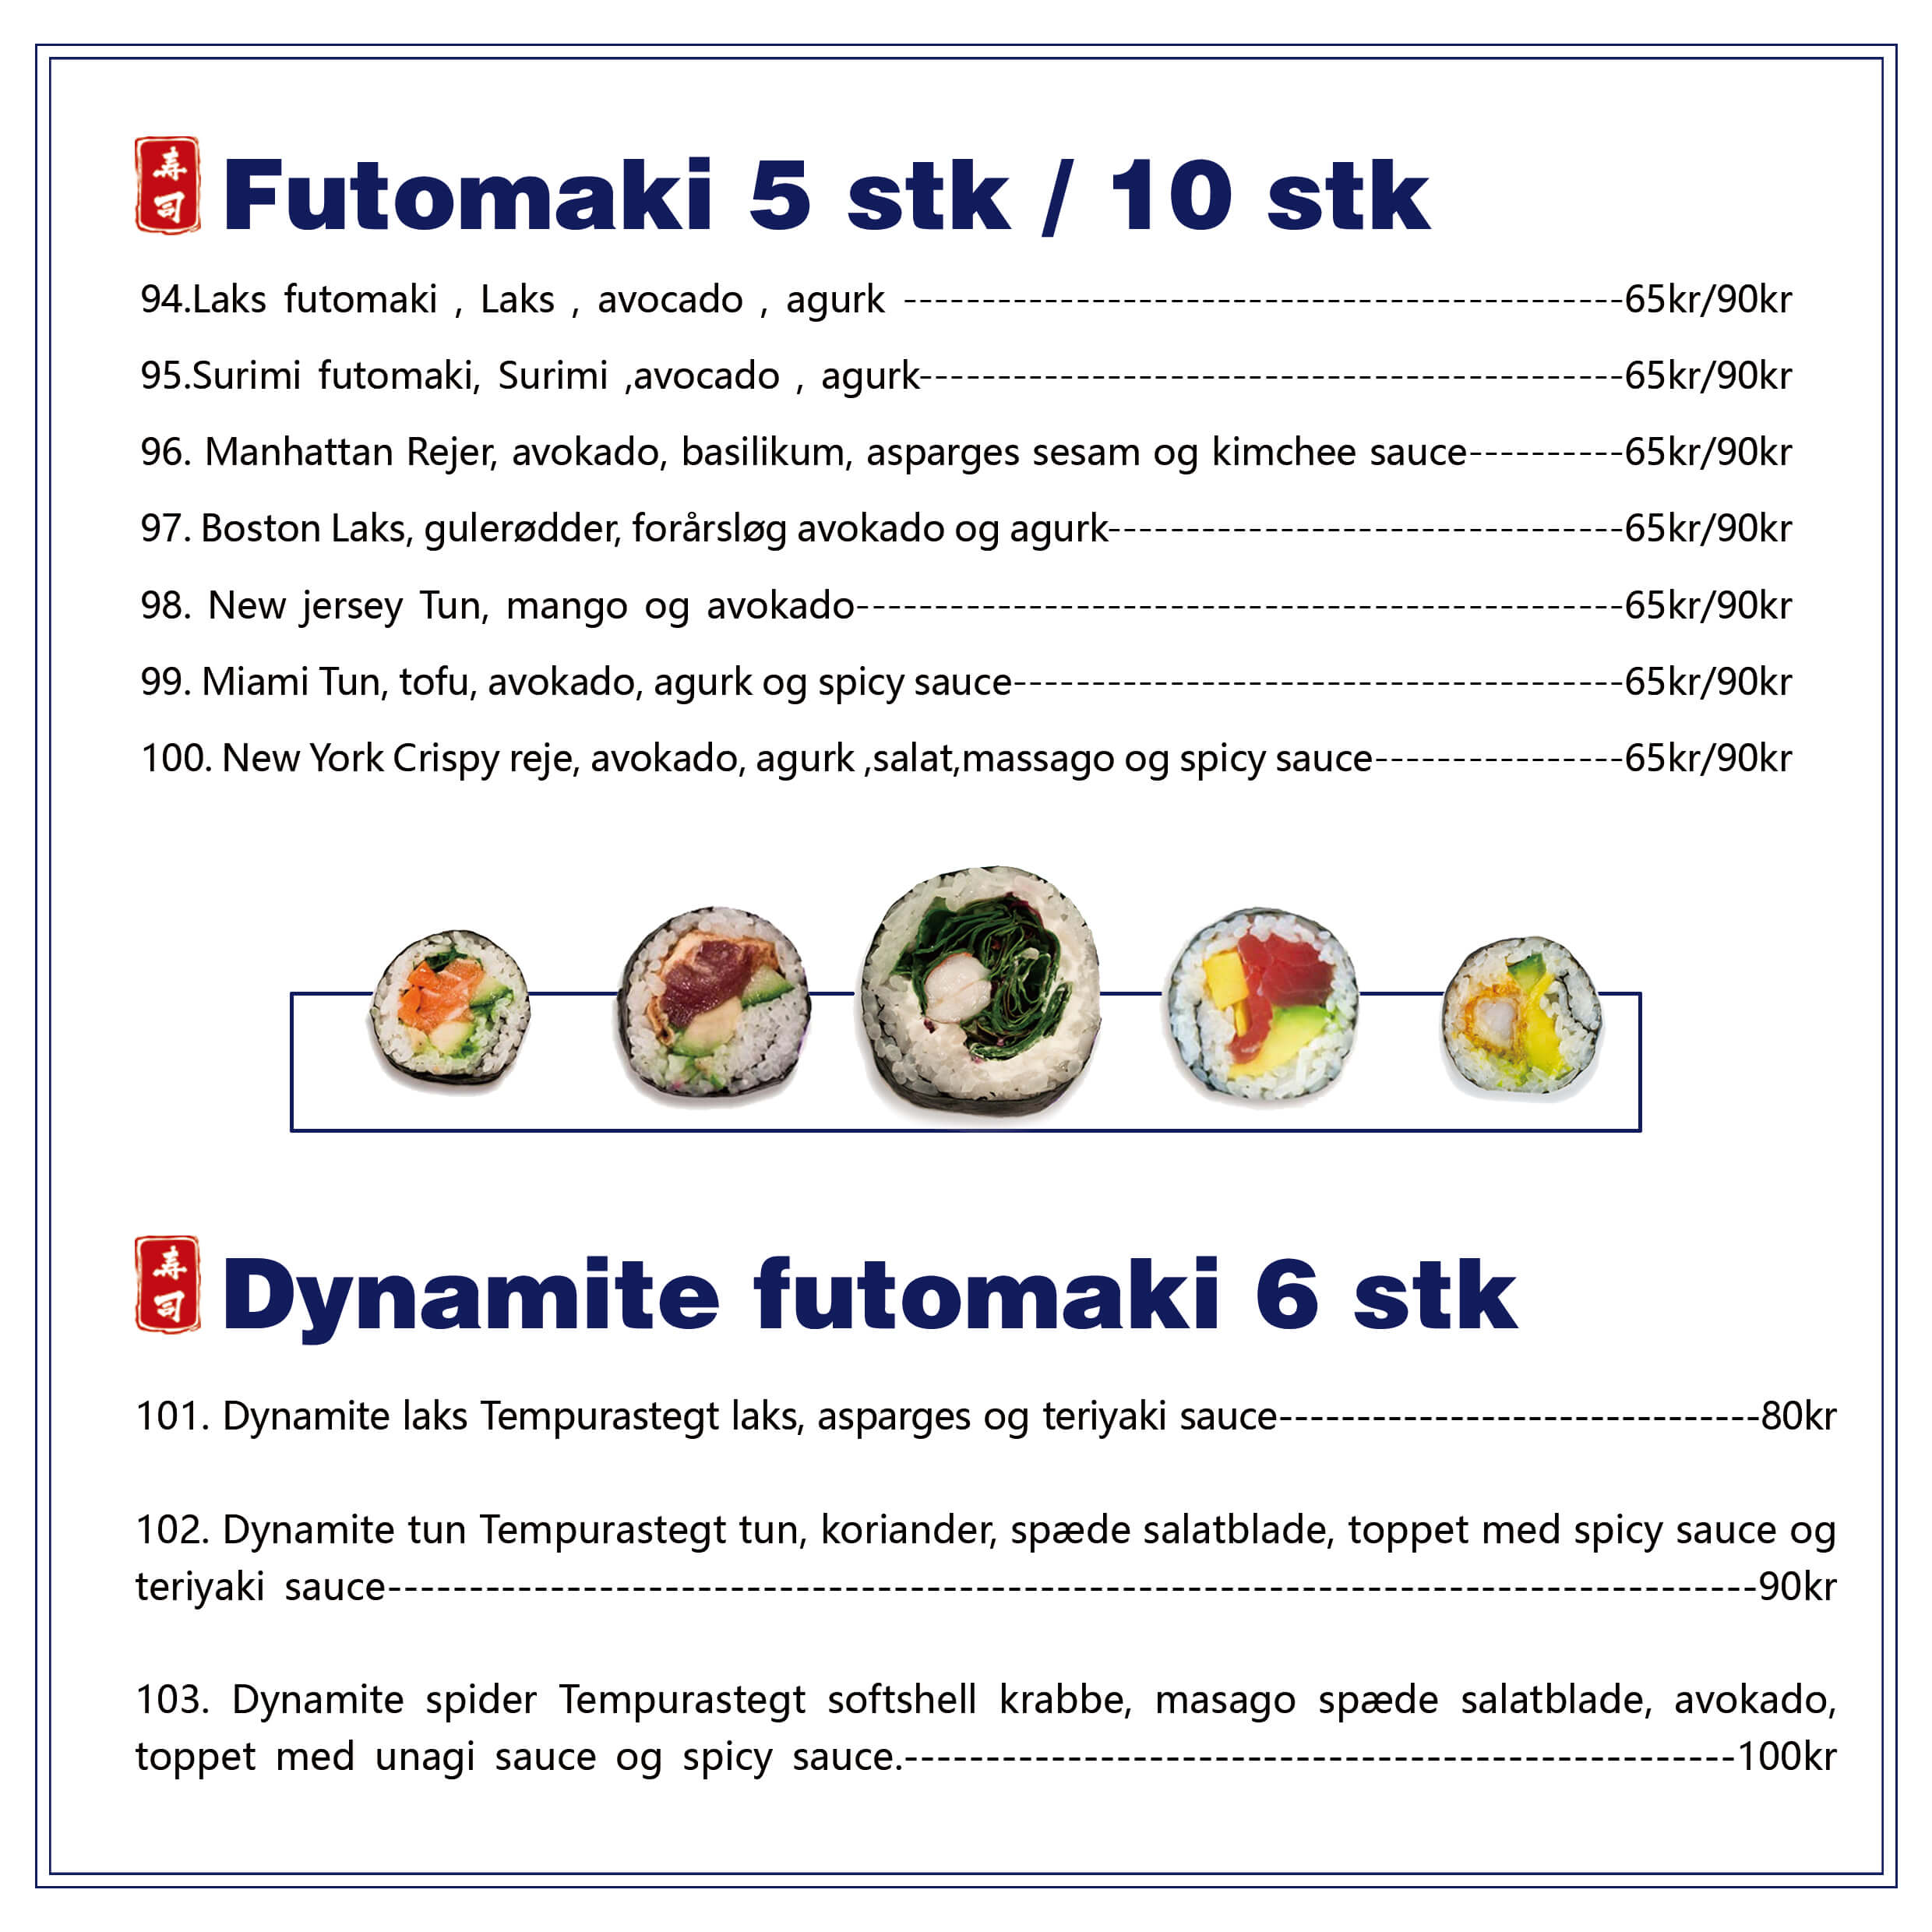 寿司
Futomaki 5 stk / 10 stk
94.Laks futomaki , Laks , avocado , agurk ----------------------------------------------65kr/90kr
95.Surimi futomaki, Surimi ,avocado , agurk---------------------------------------------65kr/90kr
96. Manhattan Rejer, avokado, basilikum, asparges sesam og kimchee sauce----------65kr/90kr
97. Boston Laks, gulerødder, forårsløg avokado og agurk---------------------------------65kr/90kr
98. New jersey Tun, mango og avokado-------------------------------------------------65kr/90kr
99. Miami Tun, tofu, avokado, agurk og spicy sauce---------------------------------------65kr/90kr
100. New York Crispy reje, avokado, agurk ,salat,massago og spicy sauce----------------65kr/90kr
寿司
Dynamite futomaki 6 stk
101. Dynamite laks Tempurastegt laks, asparges og teriyaki sauce-------------------------------80kr
102. Dynamite tun Tempurastegt tun, koriander, spæde salatblade, toppet med spicy sauce og
teriyaki sauce------------------------------------------------------------------------------------90kr
103. Dynamite spider Tempurastegt softshell krabbe, masago spæde salatblade, avokado,
toppet med unagi sauce og spicy sauce.---------------------------------------------------100kr